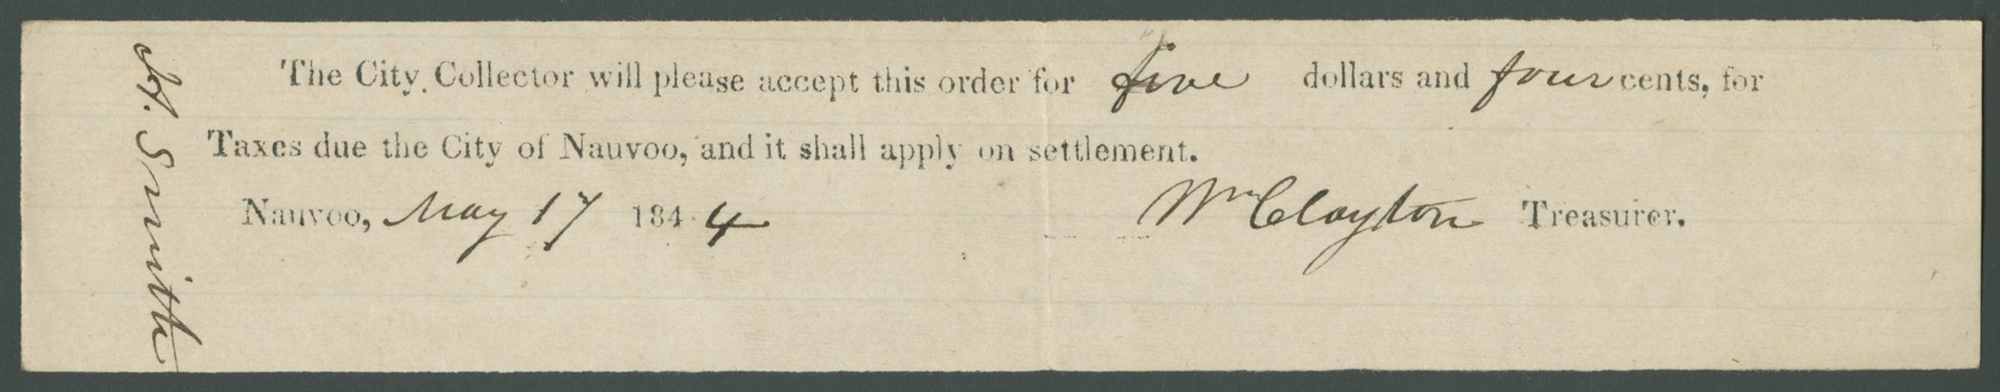 The City Collector will please accept this order for five dollars and four cents, for
Taxes due the City of Nauvoo, and it shall apply on settlement.
Nauvoo, May 17 1844 Wm Clayton Treasurer.
H. Smith